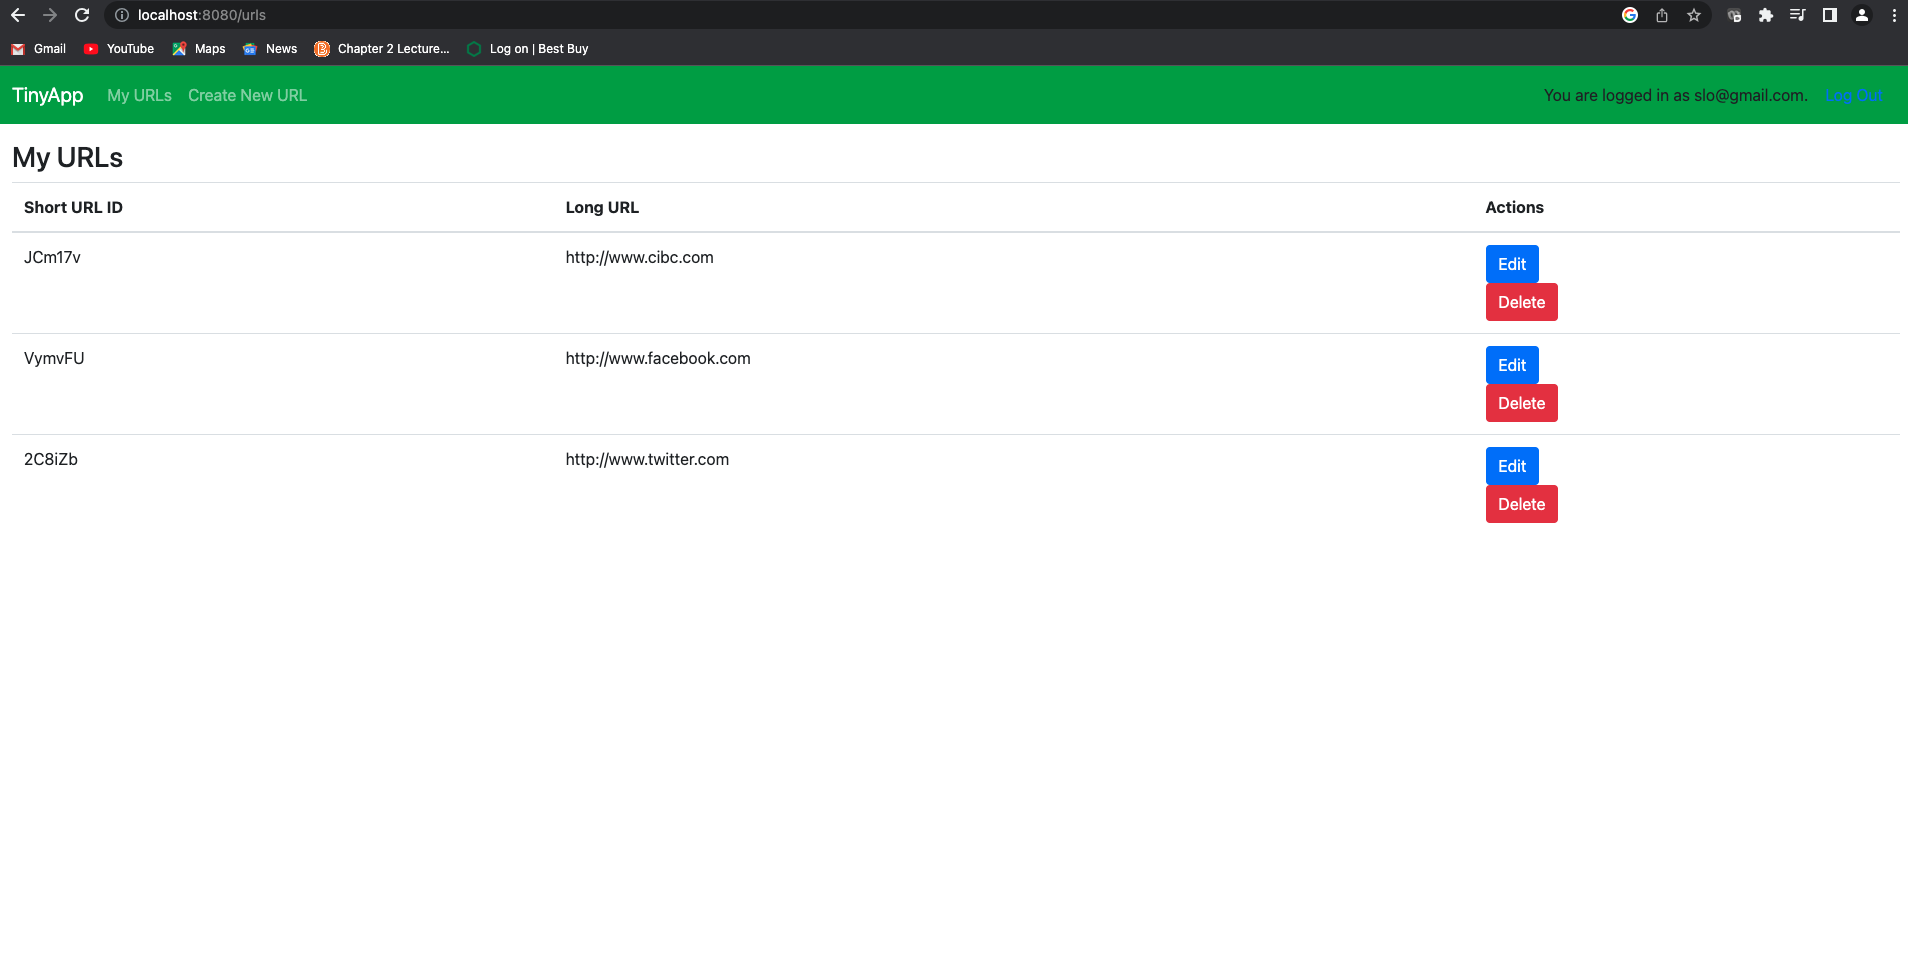 localhost:8080/urls
Gmail YouTube Maps News Chapter 2 Lecture... Log on | Best Buy
TinyApp My URLs Create New URL You are logged in as slo@gmail.com. Log Out
My URLs
Short URL ID Long URL Actions
JCm17v http://www.cibc.com Edit
Delete
VymvFU http://www.facebook.com Edit
Delete
2C8iZb http://www.twitter.com Edit
Delete